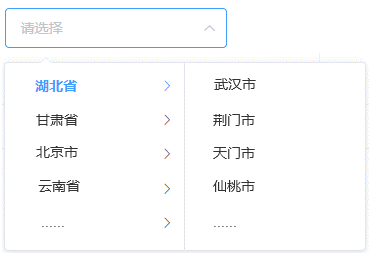 请选择
湖北省
甘肃省
北京市
云南省
......
武汉市
荆门市
天门市
仙桃市
......